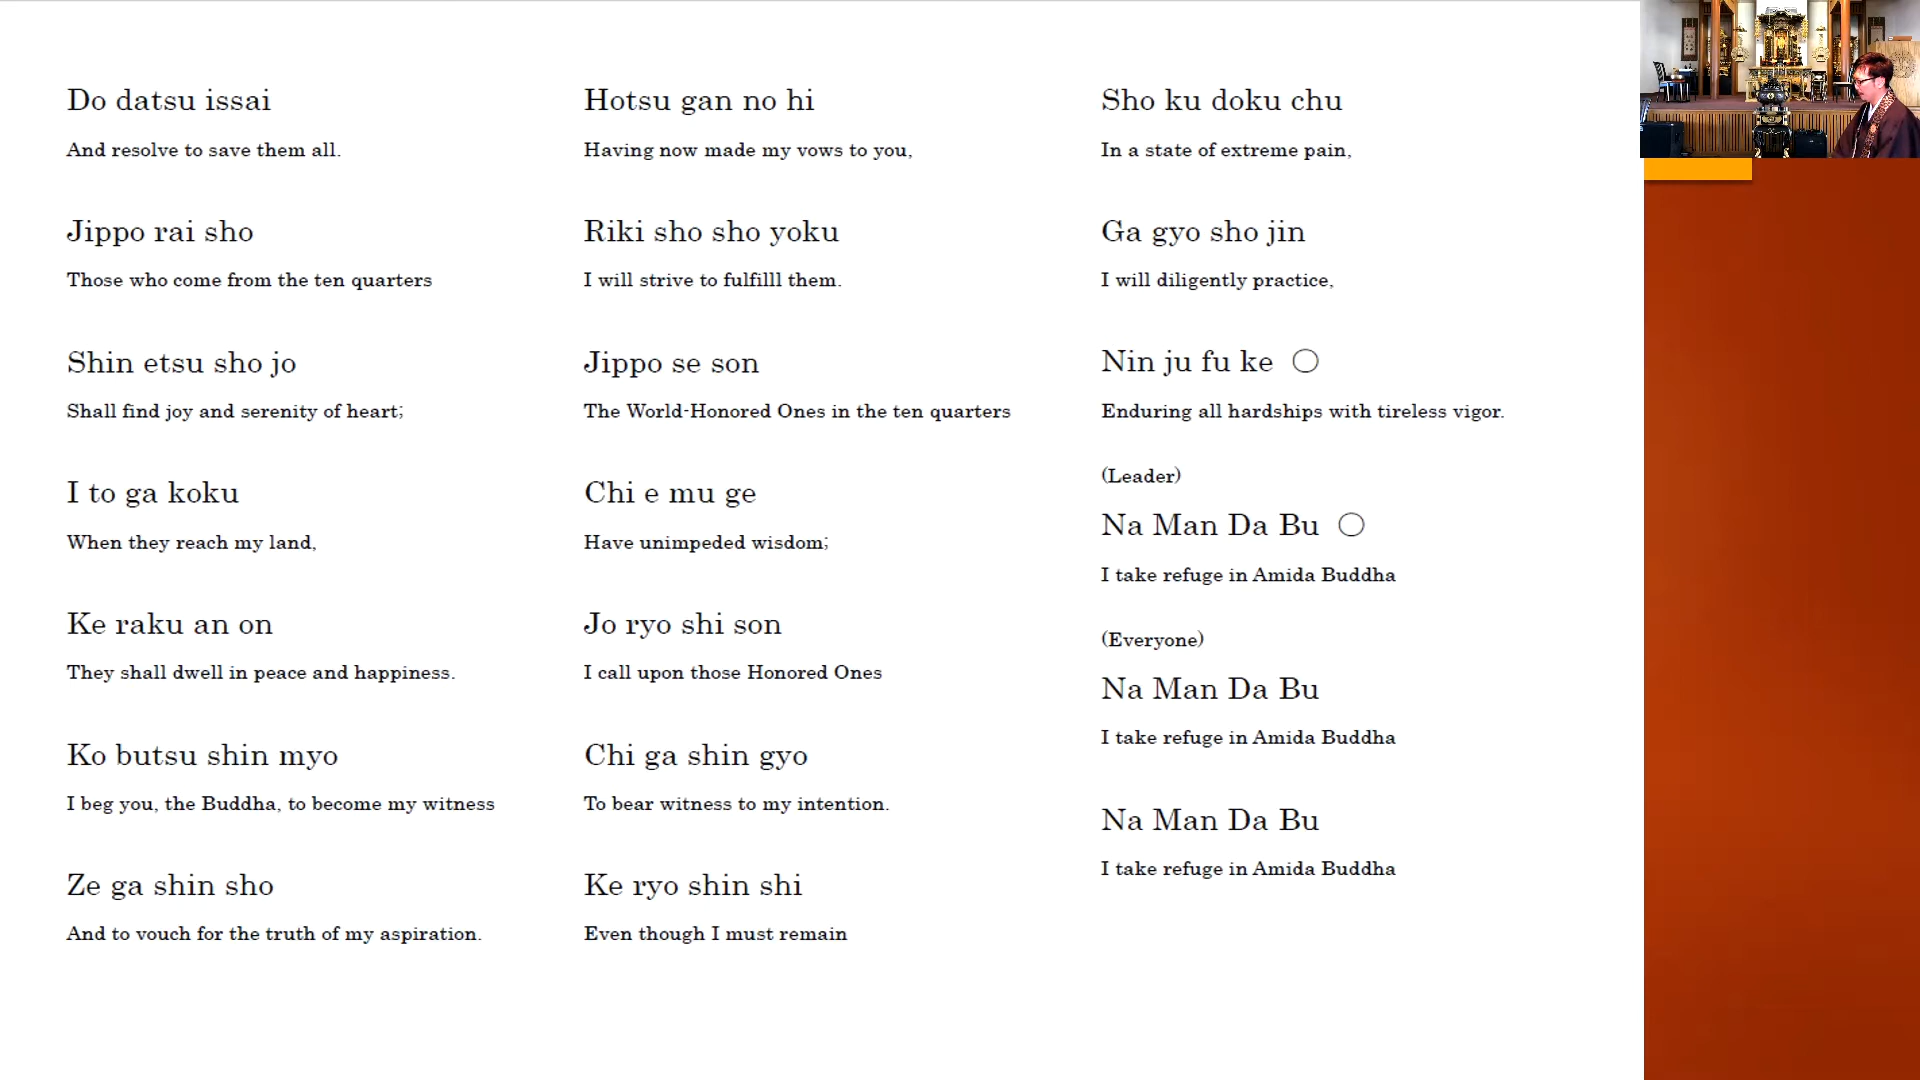 Do datsu issai
And resolve to save them all.
Jippo rai sho
Those who come from the ten quarters
Shin etsu sho jo
Shall find joy and serenity of heart;
I to ga koku
When they reach my land,
Ke raku an on
They shall dwell in peace and happiness.
Ko butsu shin myo
I beg you, the Buddha, to become my witness
Ze ga shin sho
And to vouch for the truth of my aspiration.
Hotsu gan no hi
Having now made my vows to you,
Riki sho sho yoku
I will strive to fulfilll them.
Jippo se son
The World-Honored Ones in the ten quarters
Chi e mu ge
Have unimpeded wisdom;
Jo ryo shi son
I call upon those Honored Ones
Chi ga shin gyo
To bear witness to my intention.
Ke ryo shin shi
Even though I must remain
Sho ku doku chu
In a state of extreme pain,
Ga gyo sho jin
I will diligently practice,
Nin ju fu ke ○
Enduring all hardships with tireless vigor.
(Leader)
Na Man Da Bu ○
I take refuge in Amida Buddha
(Everyone)
Na Man Da Bu
I take refuge in Amida Buddha
Na Man Da Bu
I take refuge in Amida Buddha